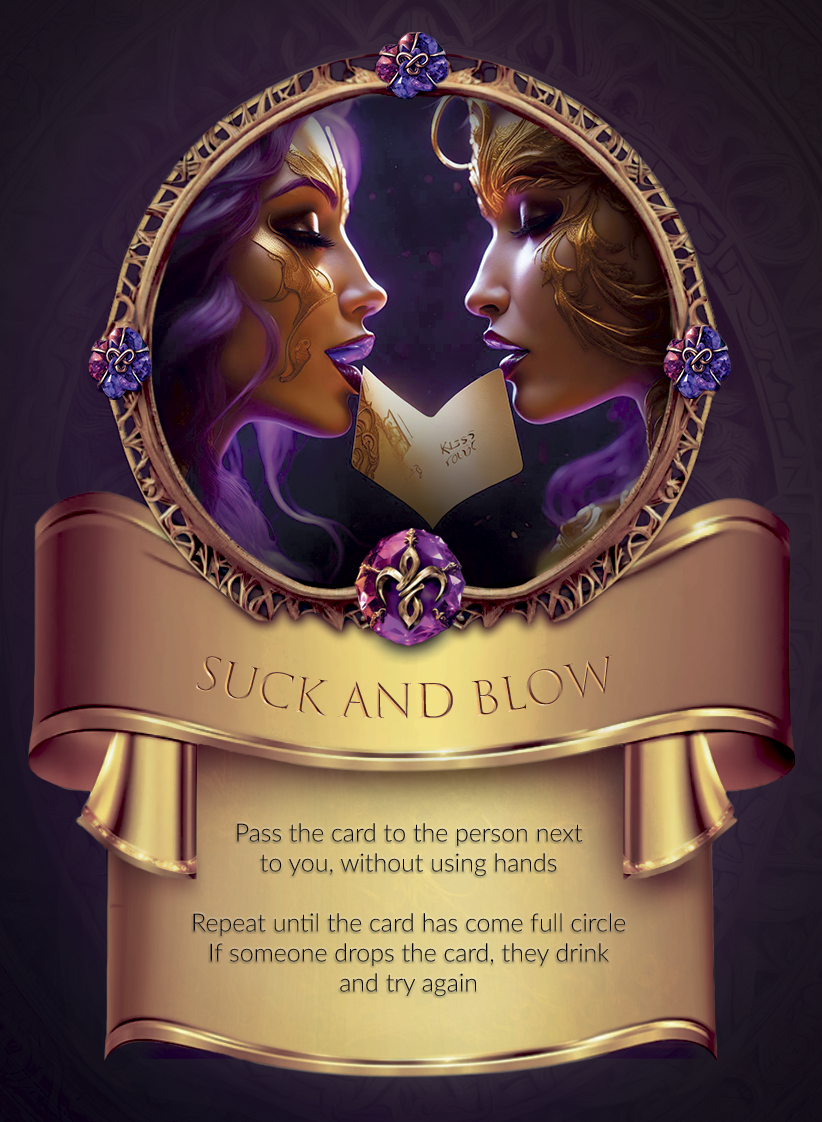 KISS
SUCK AND BLOW
Pass the card to the person next
to you, without using hands
Repeat until the card has come full circle
If someone drops the card, they drink
and try again